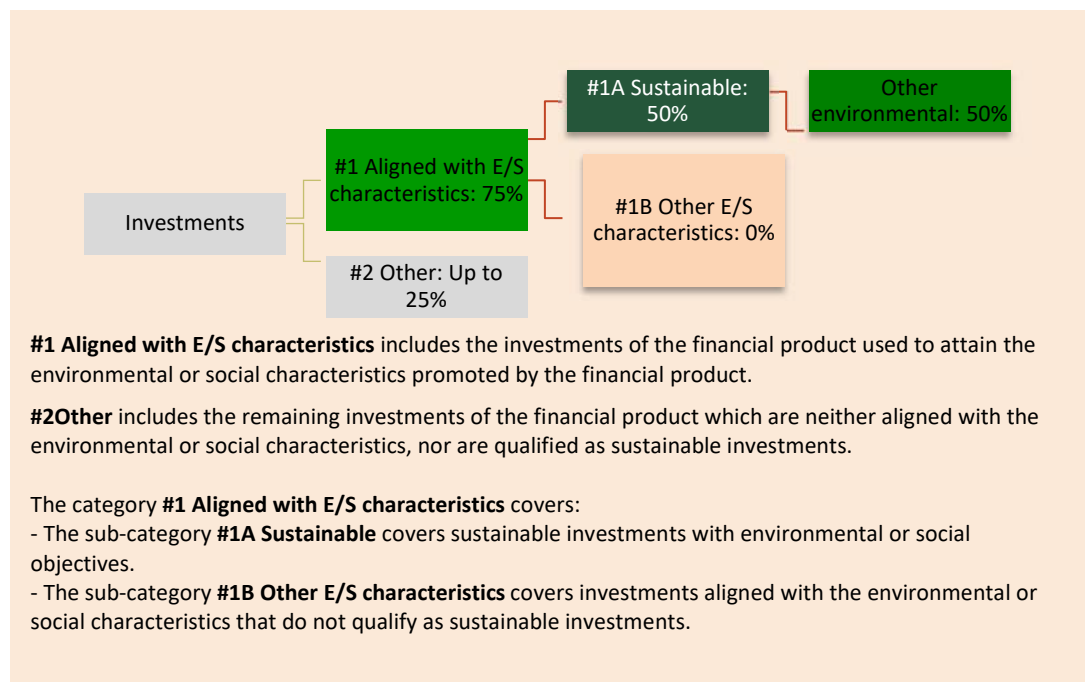 #1A Sustainable:
50%
Other
environmental: 50%
#1 Aligned with E/S
characteristics: 75%
#1B Other E/S
characteristics: 0%
Investments
#2 Other: Up to
25%
#1 Aligned with E/S characteristics includes the investments of the financial product used to attain the
environmental or social characteristics promoted by the financial product.
#2Other includes the remaining investments of the financial product which are neither aligned with the
environmental or social characteristics, nor are qualified as sustainable investments.
The category #1 Aligned with E/S characteristics covers:
- The sub-category #1A Sustainable covers sustainable investments with environmental or social
objectives.
- The sub-category #1B Other E/S characteristics covers investments aligned with the environmental or
social characteristics that do not qualify as sustainable investments.